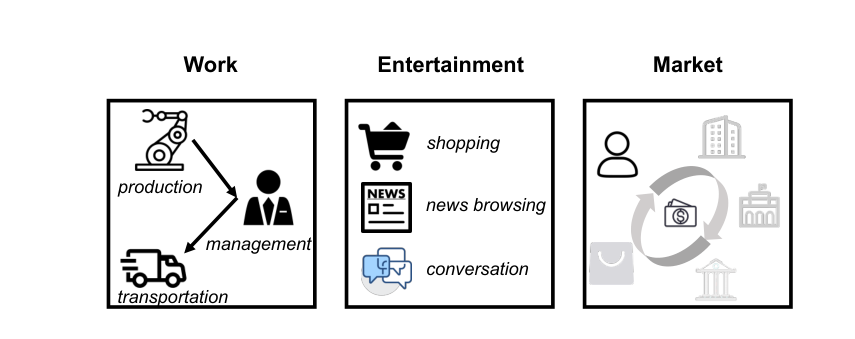 Work
Entertainment
Market
production
management
transportation
shopping
NEWS
news browsing
conversation
$